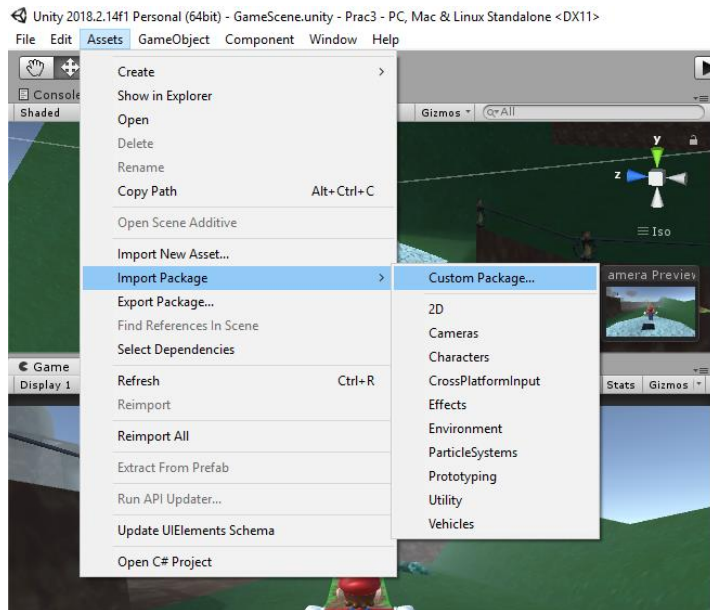 Unity 2018.2.14f1 Personal (64bit) - GameScene.unity - Prac3 - PC, Mac & Linux Standalone <DX11>
File Edit Assets GameObject Component Window Help
Console
Shaded
Gizmos
All
Create
Show in Explorer
Open
Delete
Rename
Copy Path Alt+Ctrl+C
Open Scene Additive
Import New Asset...
Import Package
Export Package...
Find References In Scene
Select Dependencies
Refresh Ctrl+R
Reimport
Reimport All
Extract From Prefab
Run API Updater...
Update UIElements Schema
Open C# Project
Custom Package...
2D
Cameras
Characters
CrossPlatformInput
Effects
Environment
ParticleSystems
Prototyping
Utility
Vehicles
y
z
Iso
amera Preview
Game
Display 1
Stats Gizmos